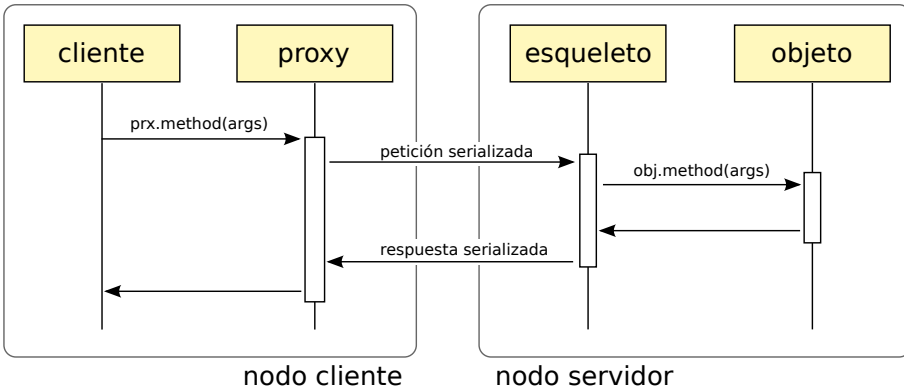 cliente
proxy
esqueleto
objeto
prx.method(args)
petición serializada
obj.method(args)
respuesta serializada
nodo cliente
nodo servidor